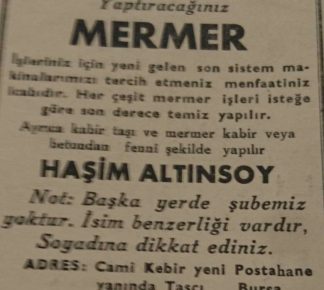 Yaptıracağınız
MERMER
İşleriniz için yeni gelen son sistem ma-
kinalarımızı tercih etmeniz menfaatiniz
icabıdır. Her çeşit mermer işleri isteğe
göre son derece temiz yapılır.
Ayrıca kabir taşı ve mermer kabir veya
betundan fenni şekilde yapılır
HAŞİM ALTINSOY
Not: Başka yerde şubemiz
yoktur. İsim benzerliği vardır,
Soyadına dikkat ediniz.
ADRES: Cami Kebir yeni Postahane
yanında Taşçı Bursa